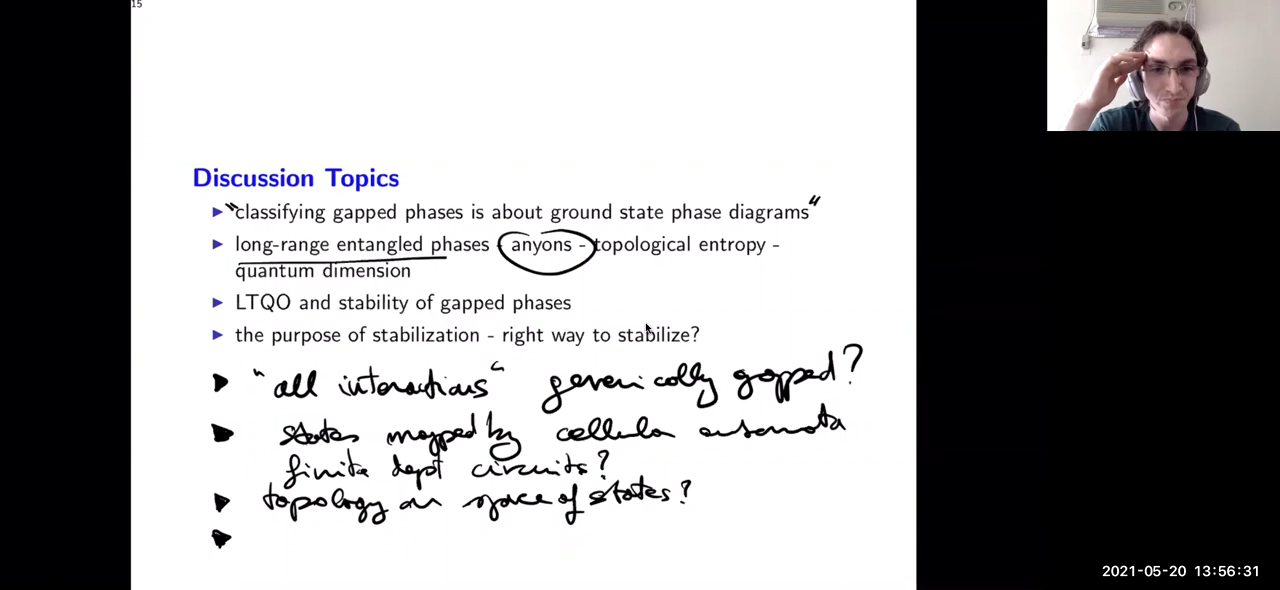 15
Discussion Topics
► "classifying gapped phases is about ground state phase diagrams"
► long-range entangled phases - anyons - topological entropy -
quantum dimension
► LTQO and stability of gapped phases
► the purpose of stabilization - right way to stabilize?
► "all interactions" generically gapped?
► states mapped by cellular automata
finite dept circuits?
► topology on space of states?
►
2021-05-20 13:56:31